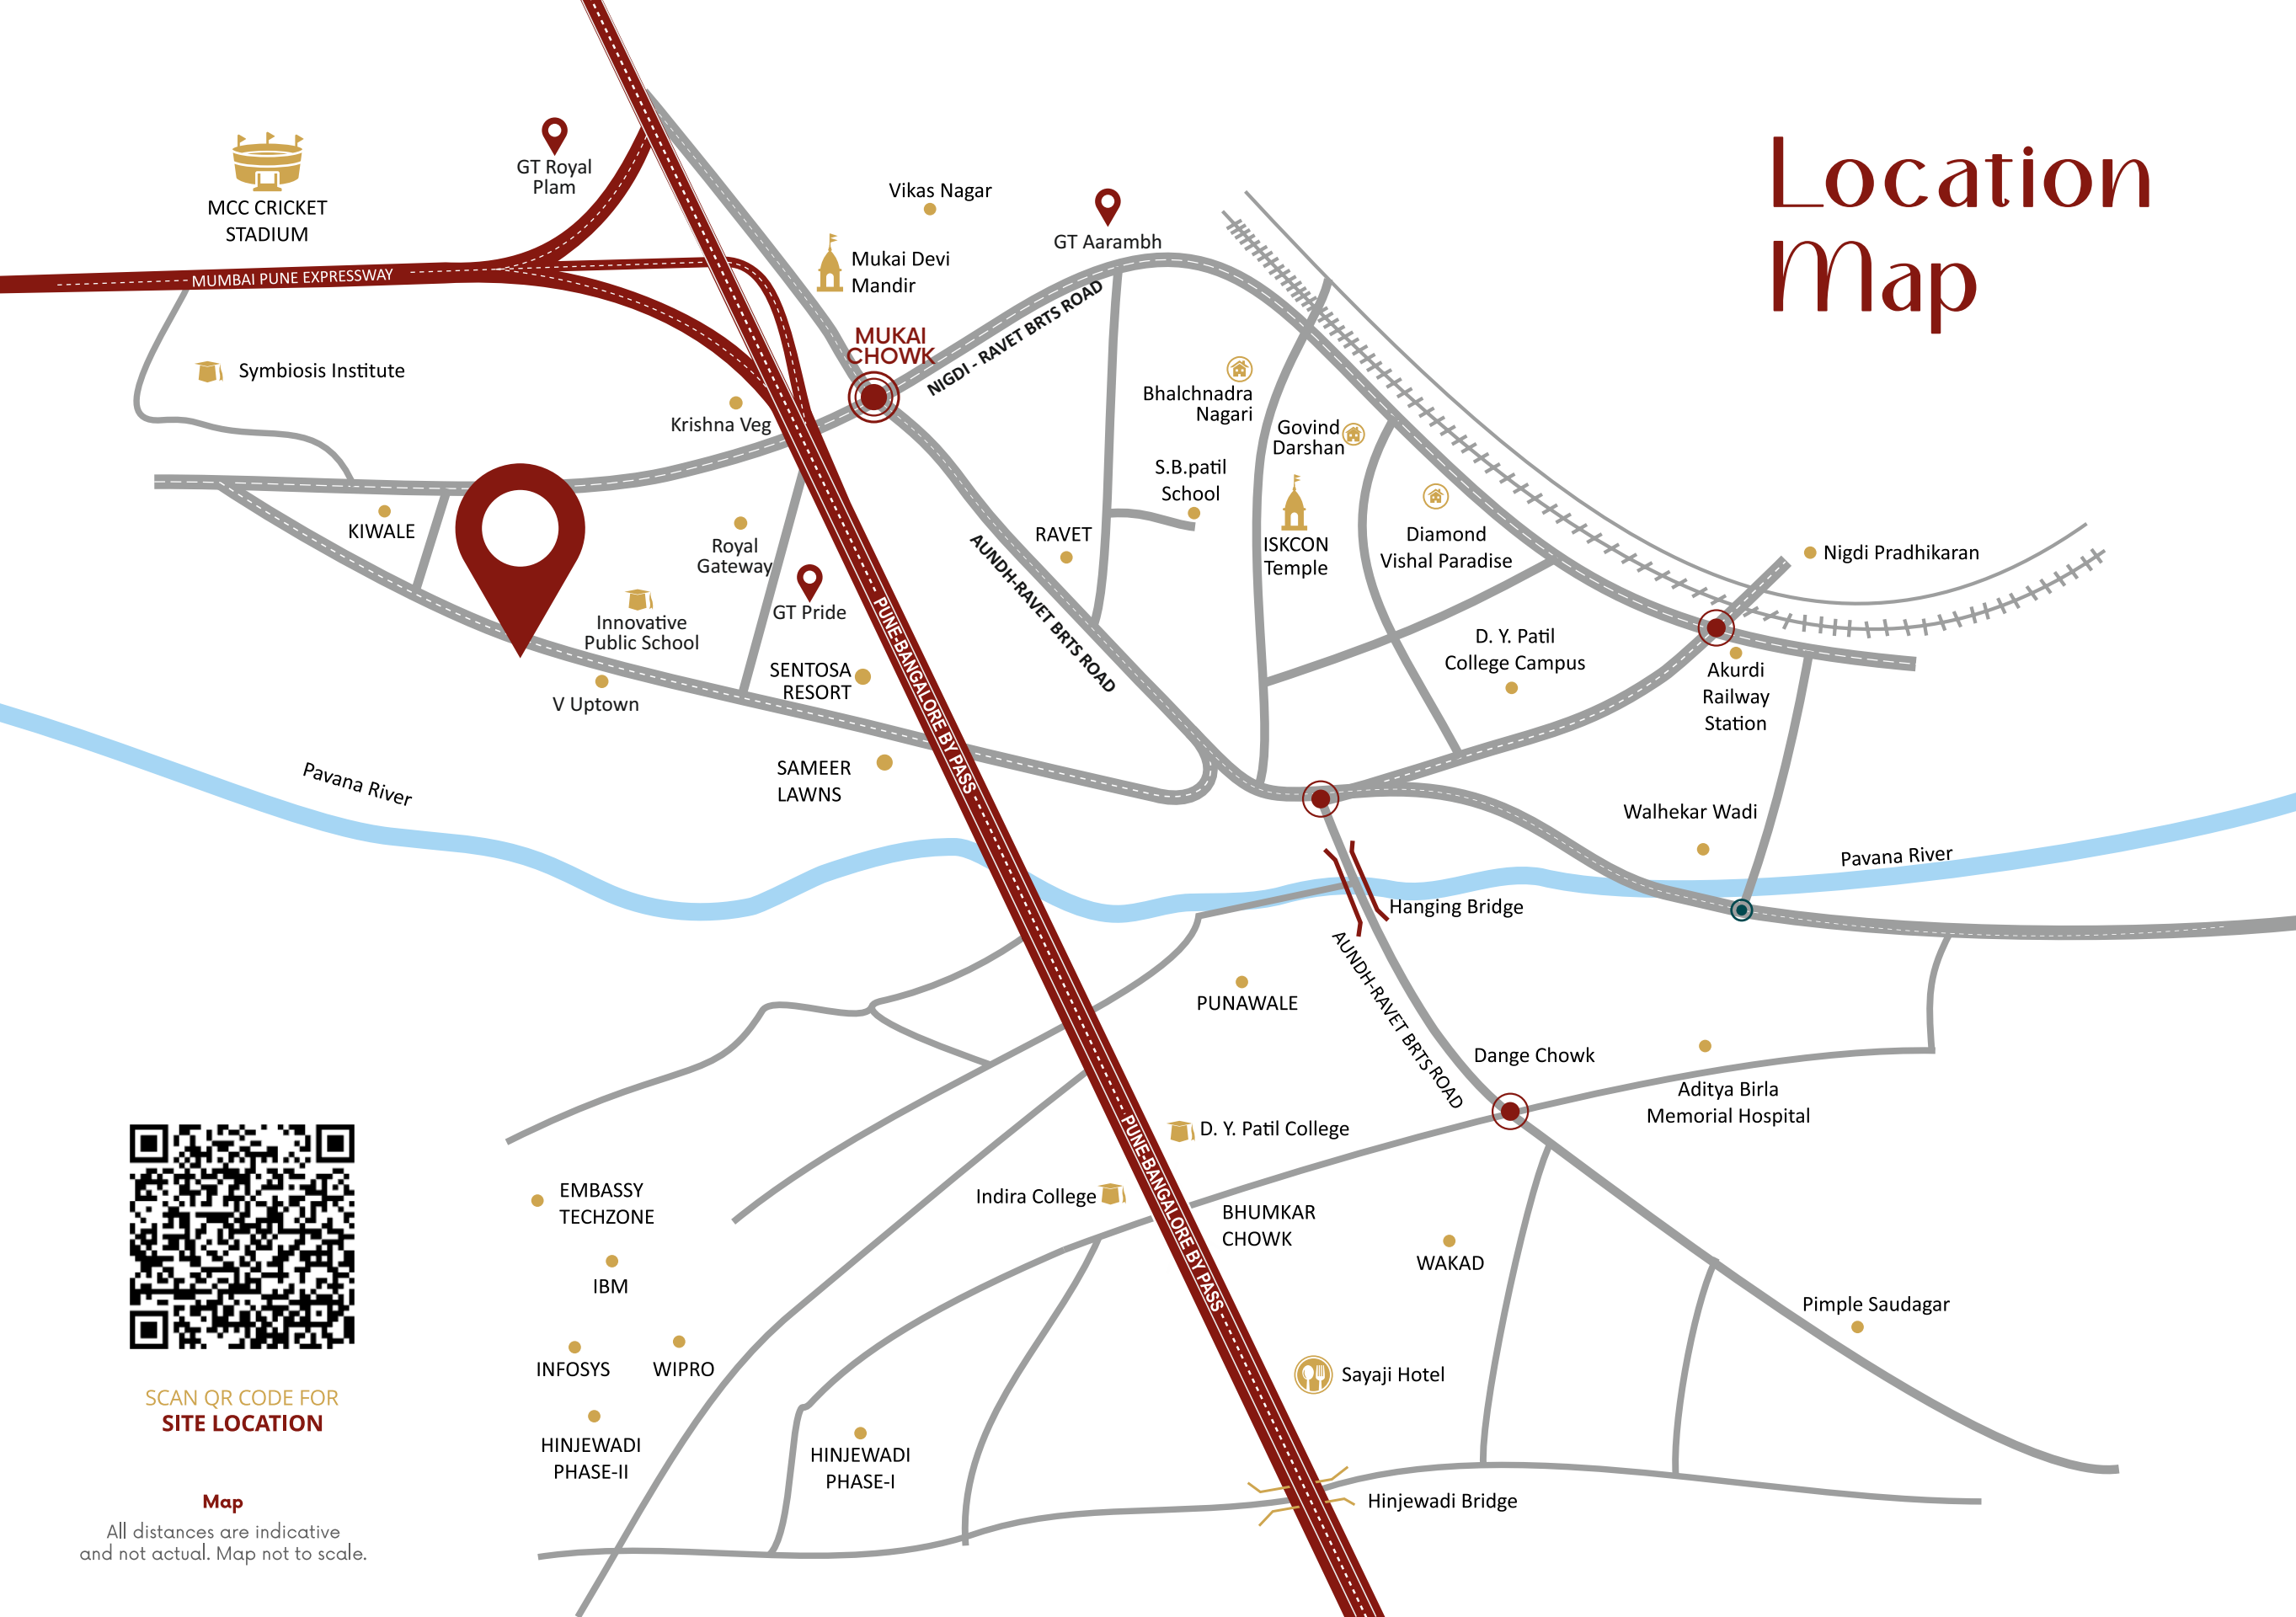 Location
Map
GT Royal
Plam
MCC CRICKET
STADIUM
MUMBAI PUNE EXPRESSWAY
Vikas Nagar
GT Aarambh
Mukai Devi
Mandir
MUKAI
CHOWK
NIGDI - RAVET BRTS ROAD
Symbiosis Institute
Krishna Veg
Bhalchnadra
Nagari
Govind
Darshan
S.B.patil
School
KIWALE
Royal
Gateway
RAVET
ISKCON
Temple
Diamond
Vishal Paradise
Nigdi Pradhikaran
AUNDH-RAVET BRTS ROAD
GT Pride
Innovative
Public School
PUNE-BANGALORE BY PASS
D. Y. Patil
College Campus
SENTOSA
RESORT
V Uptown
Akurdi
Railway
Station
SAMEER
LAWNS
Pavana River
Walhekar Wadi
Pavana River
Hanging Bridge
AUNDH-RAVET BRTS ROAD
PUNAWALE
Dange Chowk
Aditya Birla
Memorial Hospital
D. Y. Patil College
PUNE-BANGALORE BY PASS
Indira College
BHUMKAR
CHOWK
EMBASSY
TECHZONE
WAKAD
IBM
Pimple Saudagar
INFOSYS
WIPRO
Sayaji Hotel
SCAN QR CODE FOR
SITE LOCATION
HINJEWADI
PHASE-II
HINJEWADI
PHASE-I
Hinjewadi Bridge
Map
All distances are indicative
and not actual. Map not to scale.